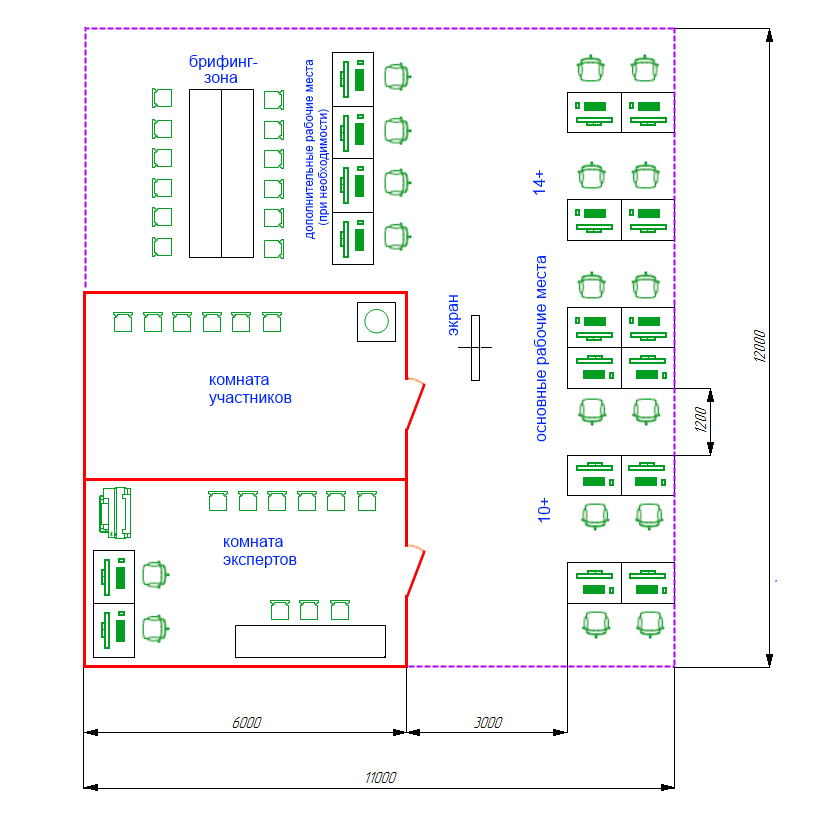 брифинг-
зона
дополнительные рабочие места
(при необходимости)
14+
основные рабочие места
экран
12000
комната
участников
1200
10+
комната
экспертов
6000
3000
11000